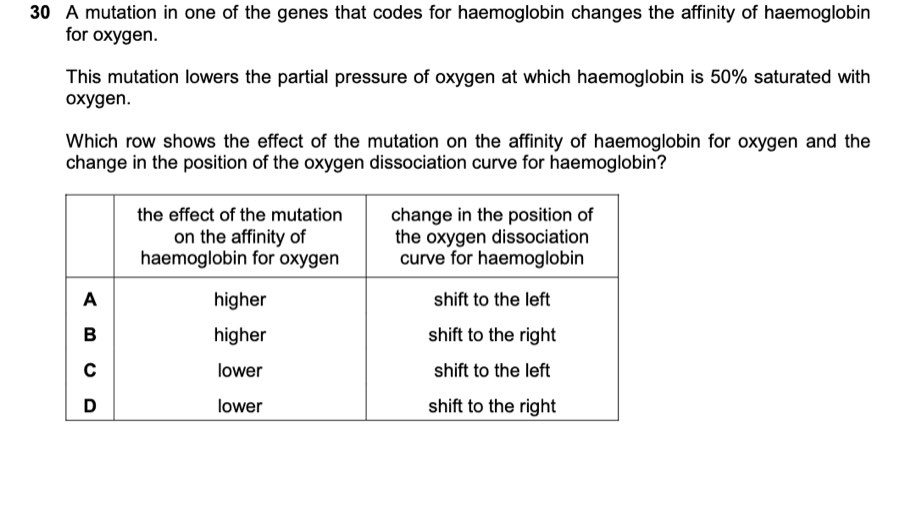 30 A mutation in one of the genes that codes for haemoglobin changes the affinity of haemoglobin
for oxygen.
This mutation lowers the partial pressure of oxygen at which haemoglobin is 50% saturated with
oxygen.
Which row shows the effect of the mutation on the affinity of haemoglobin for oxygen and the
change in the position of the oxygen dissociation curve for haemoglobin?
the effect of the mutation change in the position of
on the affinity of the oxygen dissociation
haemoglobin for oxygen curve for haemoglobin
A higher shift to the left
B higher shift to the right
C lower shift to the left
D lower shift to the right